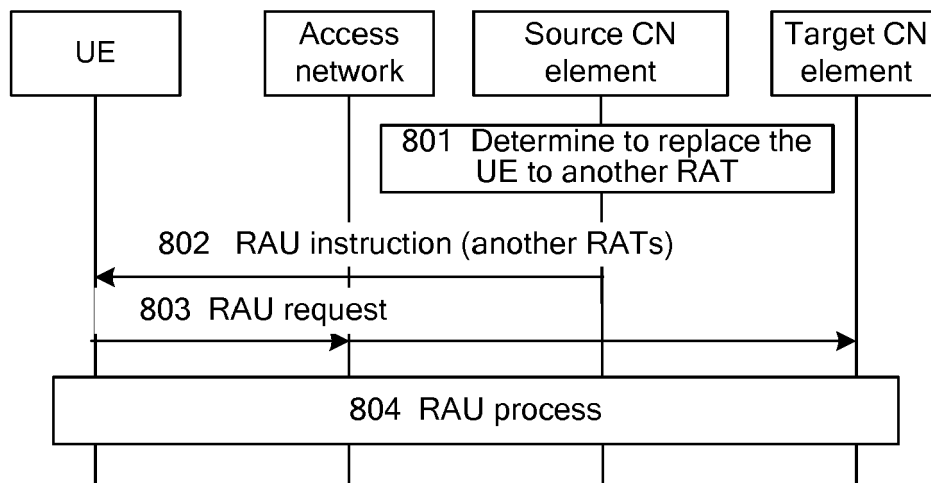 UE
Access
network
Source CN
element
Target CN
element
801 Determine to replace the
UE to another RAT
802 RAU instruction (another RATs)
803 RAU request
804 RAU process